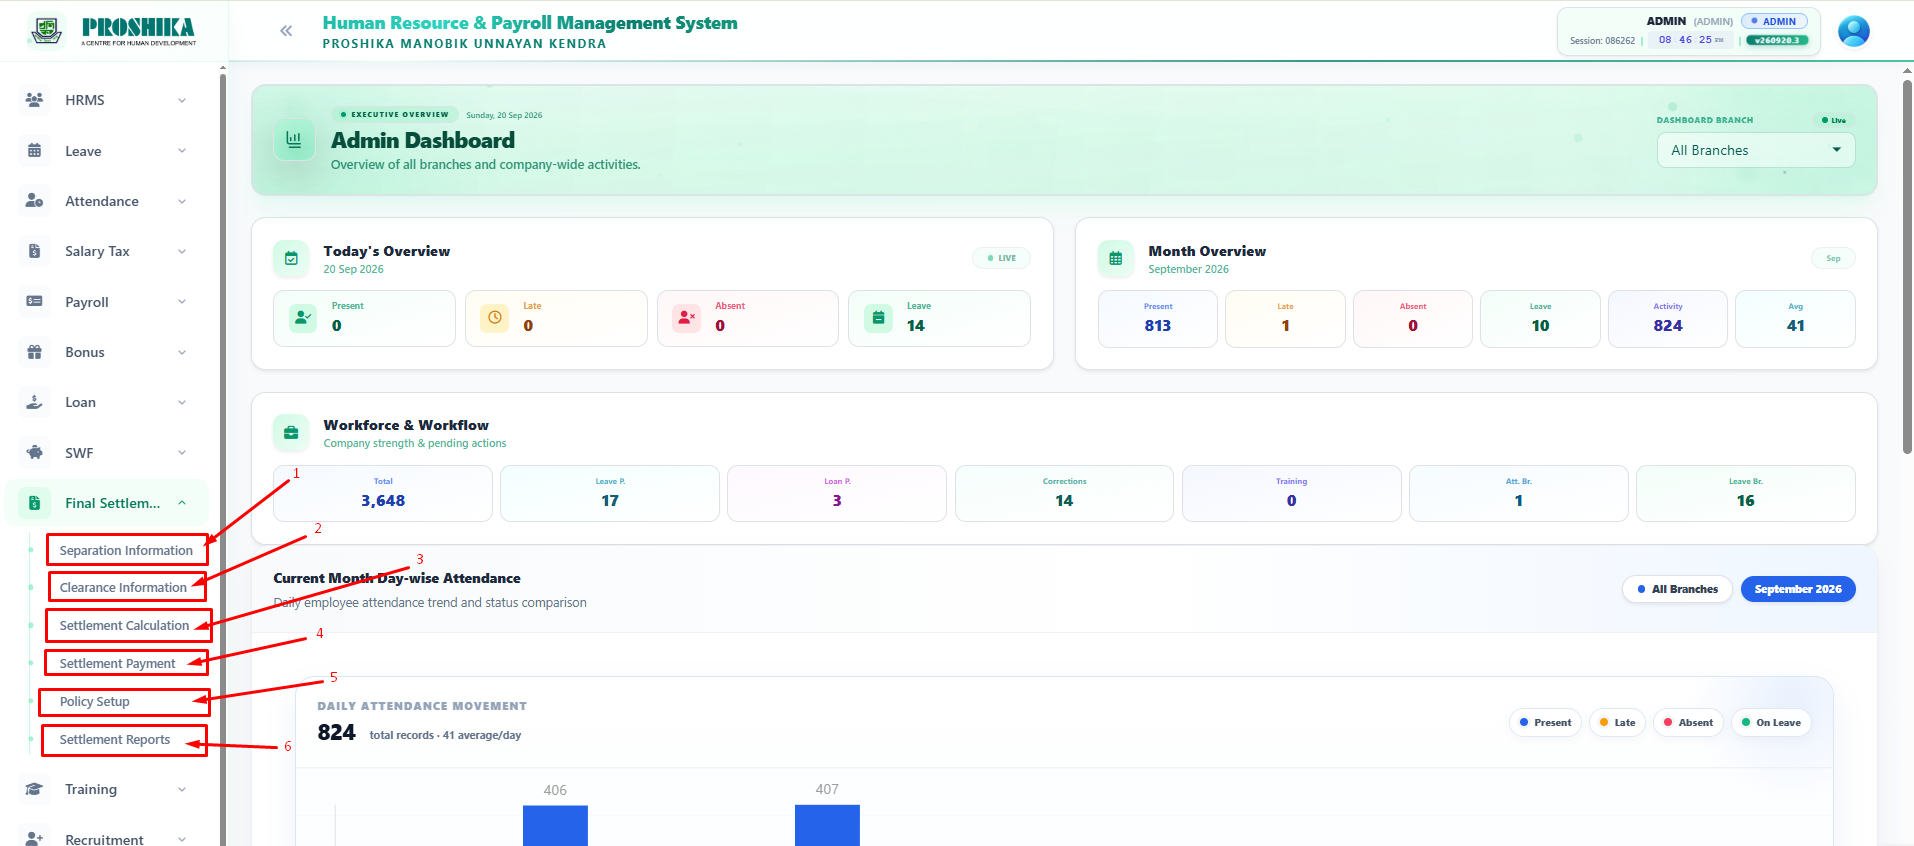 PROSHIKA
A CENTRE FOR HUMAN DEVELOPMENT
Human Resource & Payroll Management System
PROSHIKA MANOBIK UNNAYAN KENDRA
ADMIN (ADMIN) ADMIN
Session: 086262 | 08 46 25 PM | v260920.3
HRMS
Leave
Attendance
Salary Tax
Payroll
Bonus
Loan
SWF
Final Settlem...
Separation Information
Clearance Information
Settlement Calculation
Settlement Payment
Policy Setup
Settlement Reports
Training
Recruitment
1
2
3
4
5
6
EXECUTIVE OVERVIEW Sunday, 20 Sep 2026
Admin Dashboard
Overview of all branches and company-wide activities.
DASHBOARD BRANCH Live
All Branches
Today's Overview
20 Sep 2026
LIVE
Present
0
Late
0
Absent
0
Leave
14
Month Overview
September 2026
Sep
Present
813
Late
1
Absent
0
Leave
10
Activity
824
Avg
41
Workforce & Workflow
Company strength & pending actions
Total
3,648
Leave P.
17
Loan P.
3
Corrections
14
Training
0
Att. Br.
1
Leave Br.
16
Current Month Day-wise Attendance
Daily employee attendance trend and status comparison
All Branches
September 2026
DAILY ATTENDANCE MOVEMENT
824 total records · 41 average/day
Present
Late
Absent
On Leave
406
407